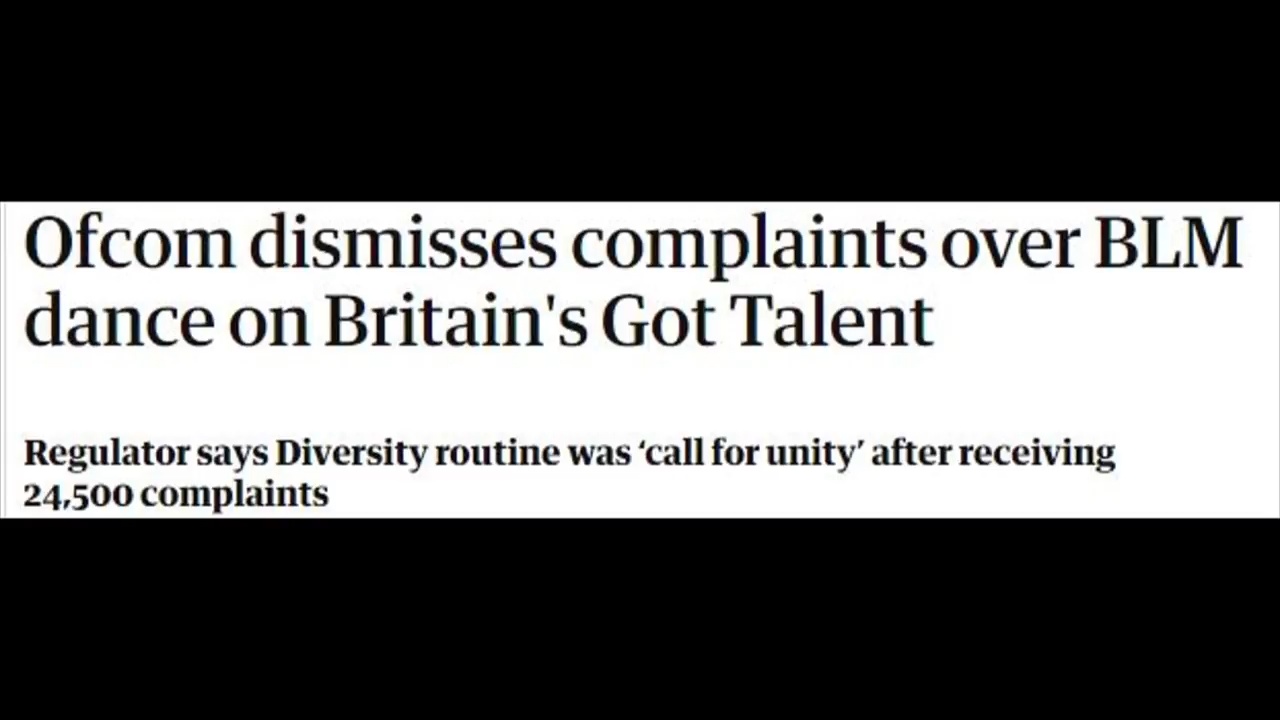 Ofcom dismisses complaints over BLM
dance on Britain's Got Talent
Regulator says Diversity routine was ‘call for unity’ after receiving
24,500 complaints